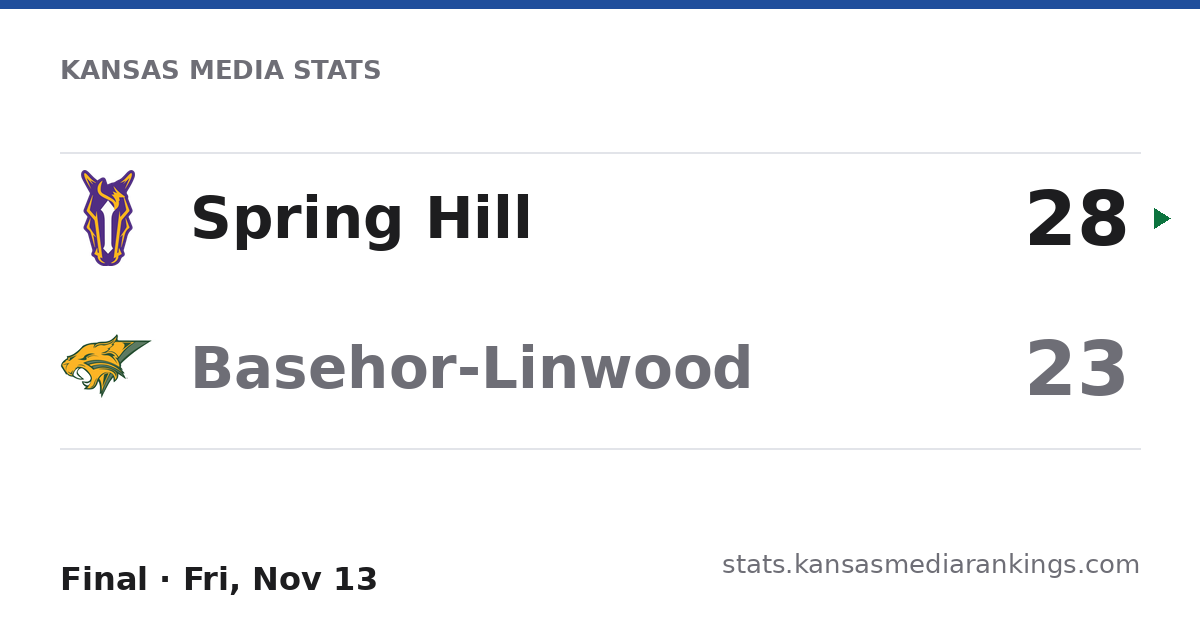 KANSAS MEDIA STATS
Spring Hill 28
Basehor-Linwood 23
Final · Fri, Nov 13
stats.kansasmediarankings.com